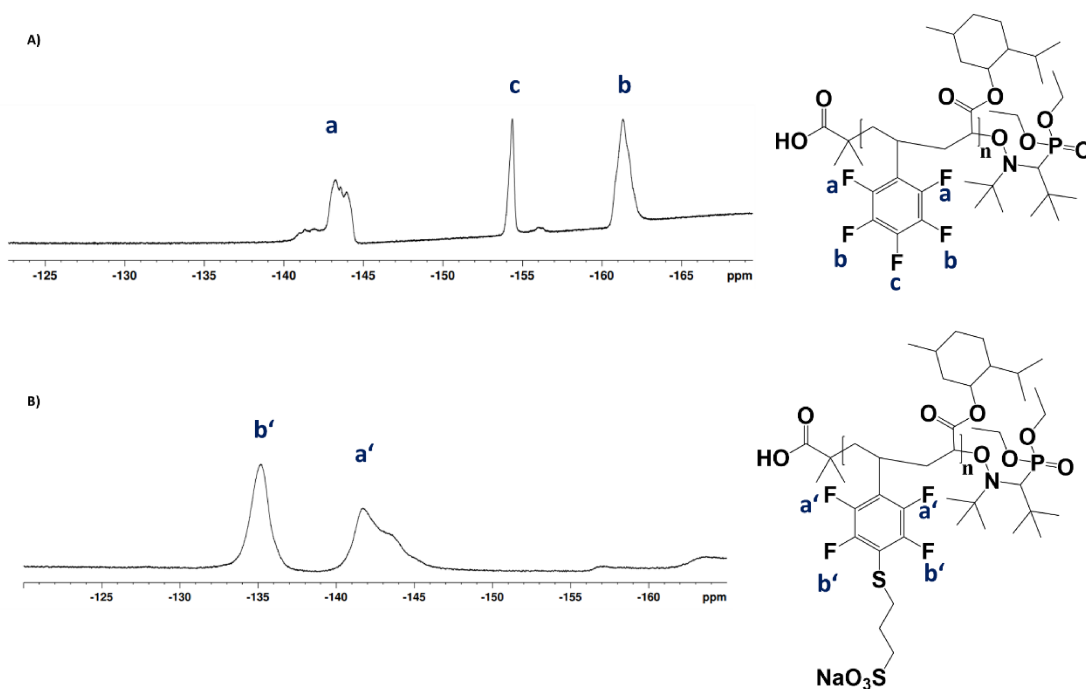 A)
a
c
b
-125 -130 -135 -140 -145 -150 -155 -160 -165 ppm
O
O
O
O
HO
n
O
O
P
O
O
N
a F
F a
F
F
b
F
b
c
B)
b‘
a‘
-125 -130 -135 -140 -145 -150 -155 -160 ppm
O
O
O
O
HO
n
O
O
P
O
O
N
a‘ F
F a‘
F
F
b‘
S
b‘
NaO3S